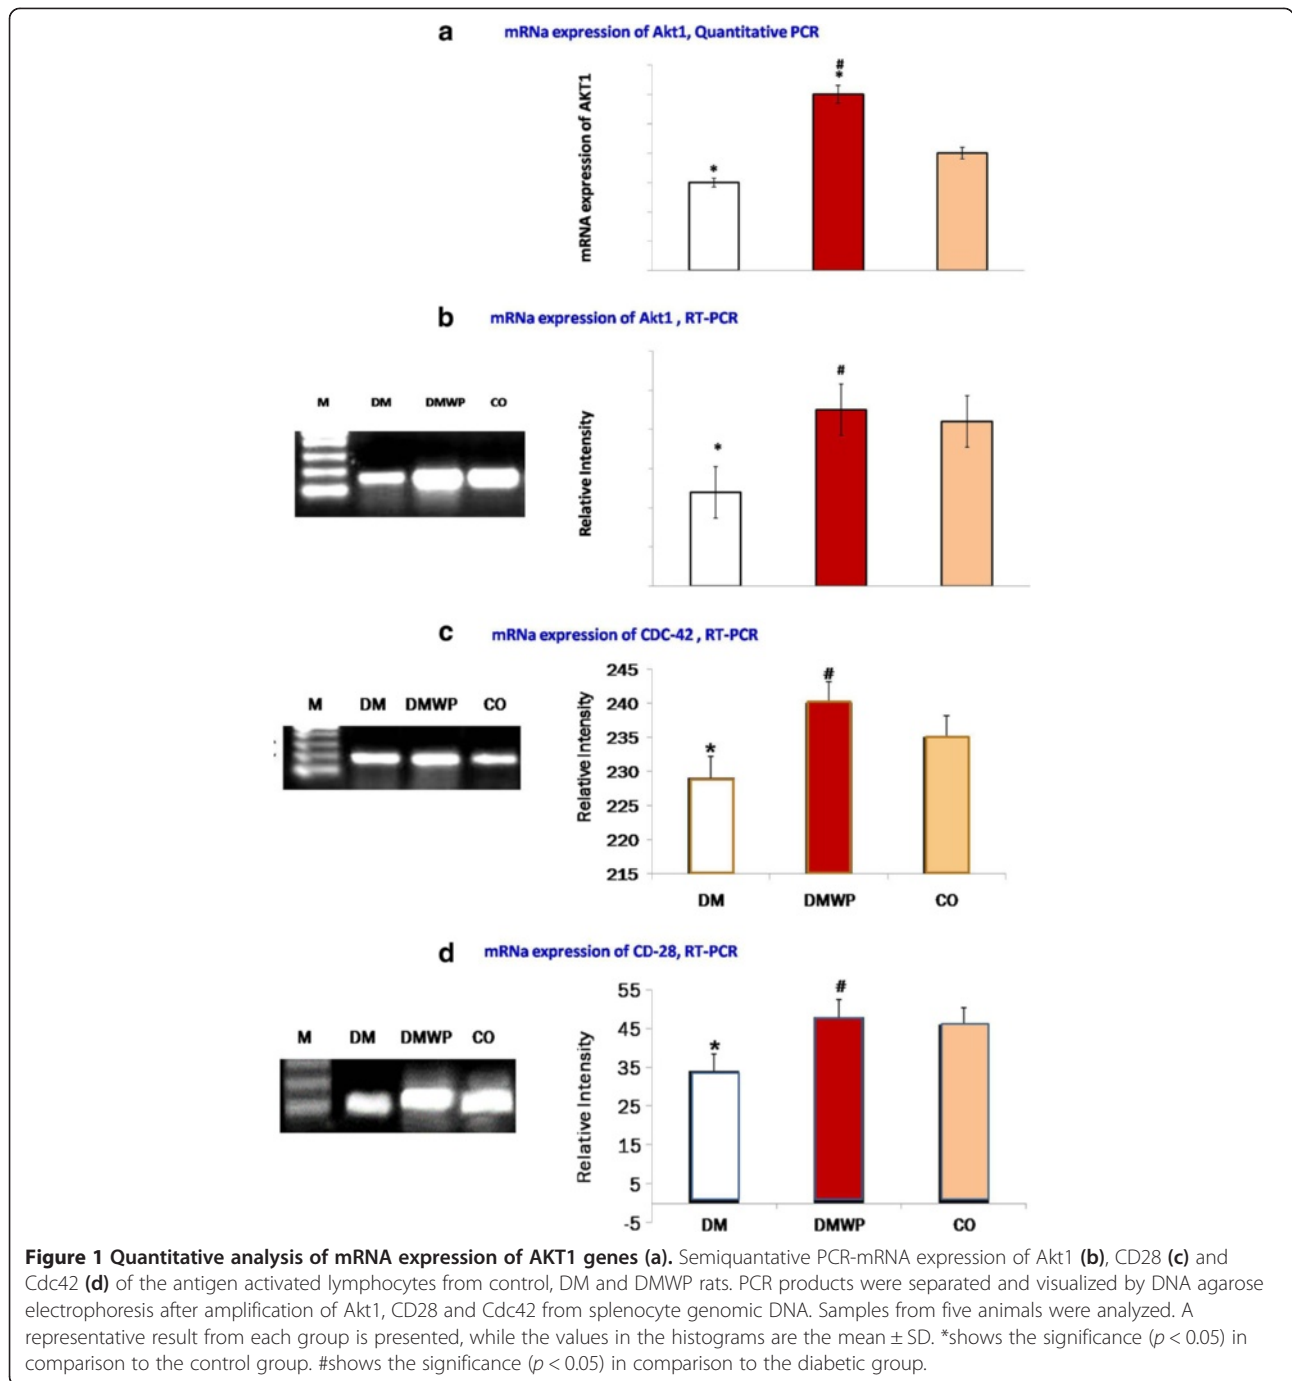 a mRNa expression of Akt1, Quantitative PCR
mRNA expression of AKT1
*
#
*
b mRNa expression of Akt1 , RT-PCR
M DM DMWP CO
Relative Intensity
*
#
c mRNa expression of CDC-42 , RT-PCR
M DM DMWP CO
Relative Intensity
245
240
235
230
225
220
215
*
#
DM DMWP CO
d mRNa expression of CD-28, RT-PCR
M DM DMWP CO
Relative Intensity
55
45
35
25
15
5
-5
*
#
DM DMWP CO
Figure 1 Quantitative analysis of mRNA expression of AKT1 genes (a). Semiquantative PCR-mRNA expression of Akt1 (b), CD28 (c) and
Cdc42 (d) of the antigen activated lymphocytes from control, DM and DMWP rats. PCR products were separated and visualized by DNA agarose
electrophoresis after amplification of Akt1, CD28 and Cdc42 from splenocyte genomic DNA. Samples from five animals were analyzed. A
representative result from each group is presented, while the values in the histograms are the mean ± SD. *shows the significance (p < 0.05) in
comparison to the control group. #shows the significance (p < 0.05) in comparison to the diabetic group.